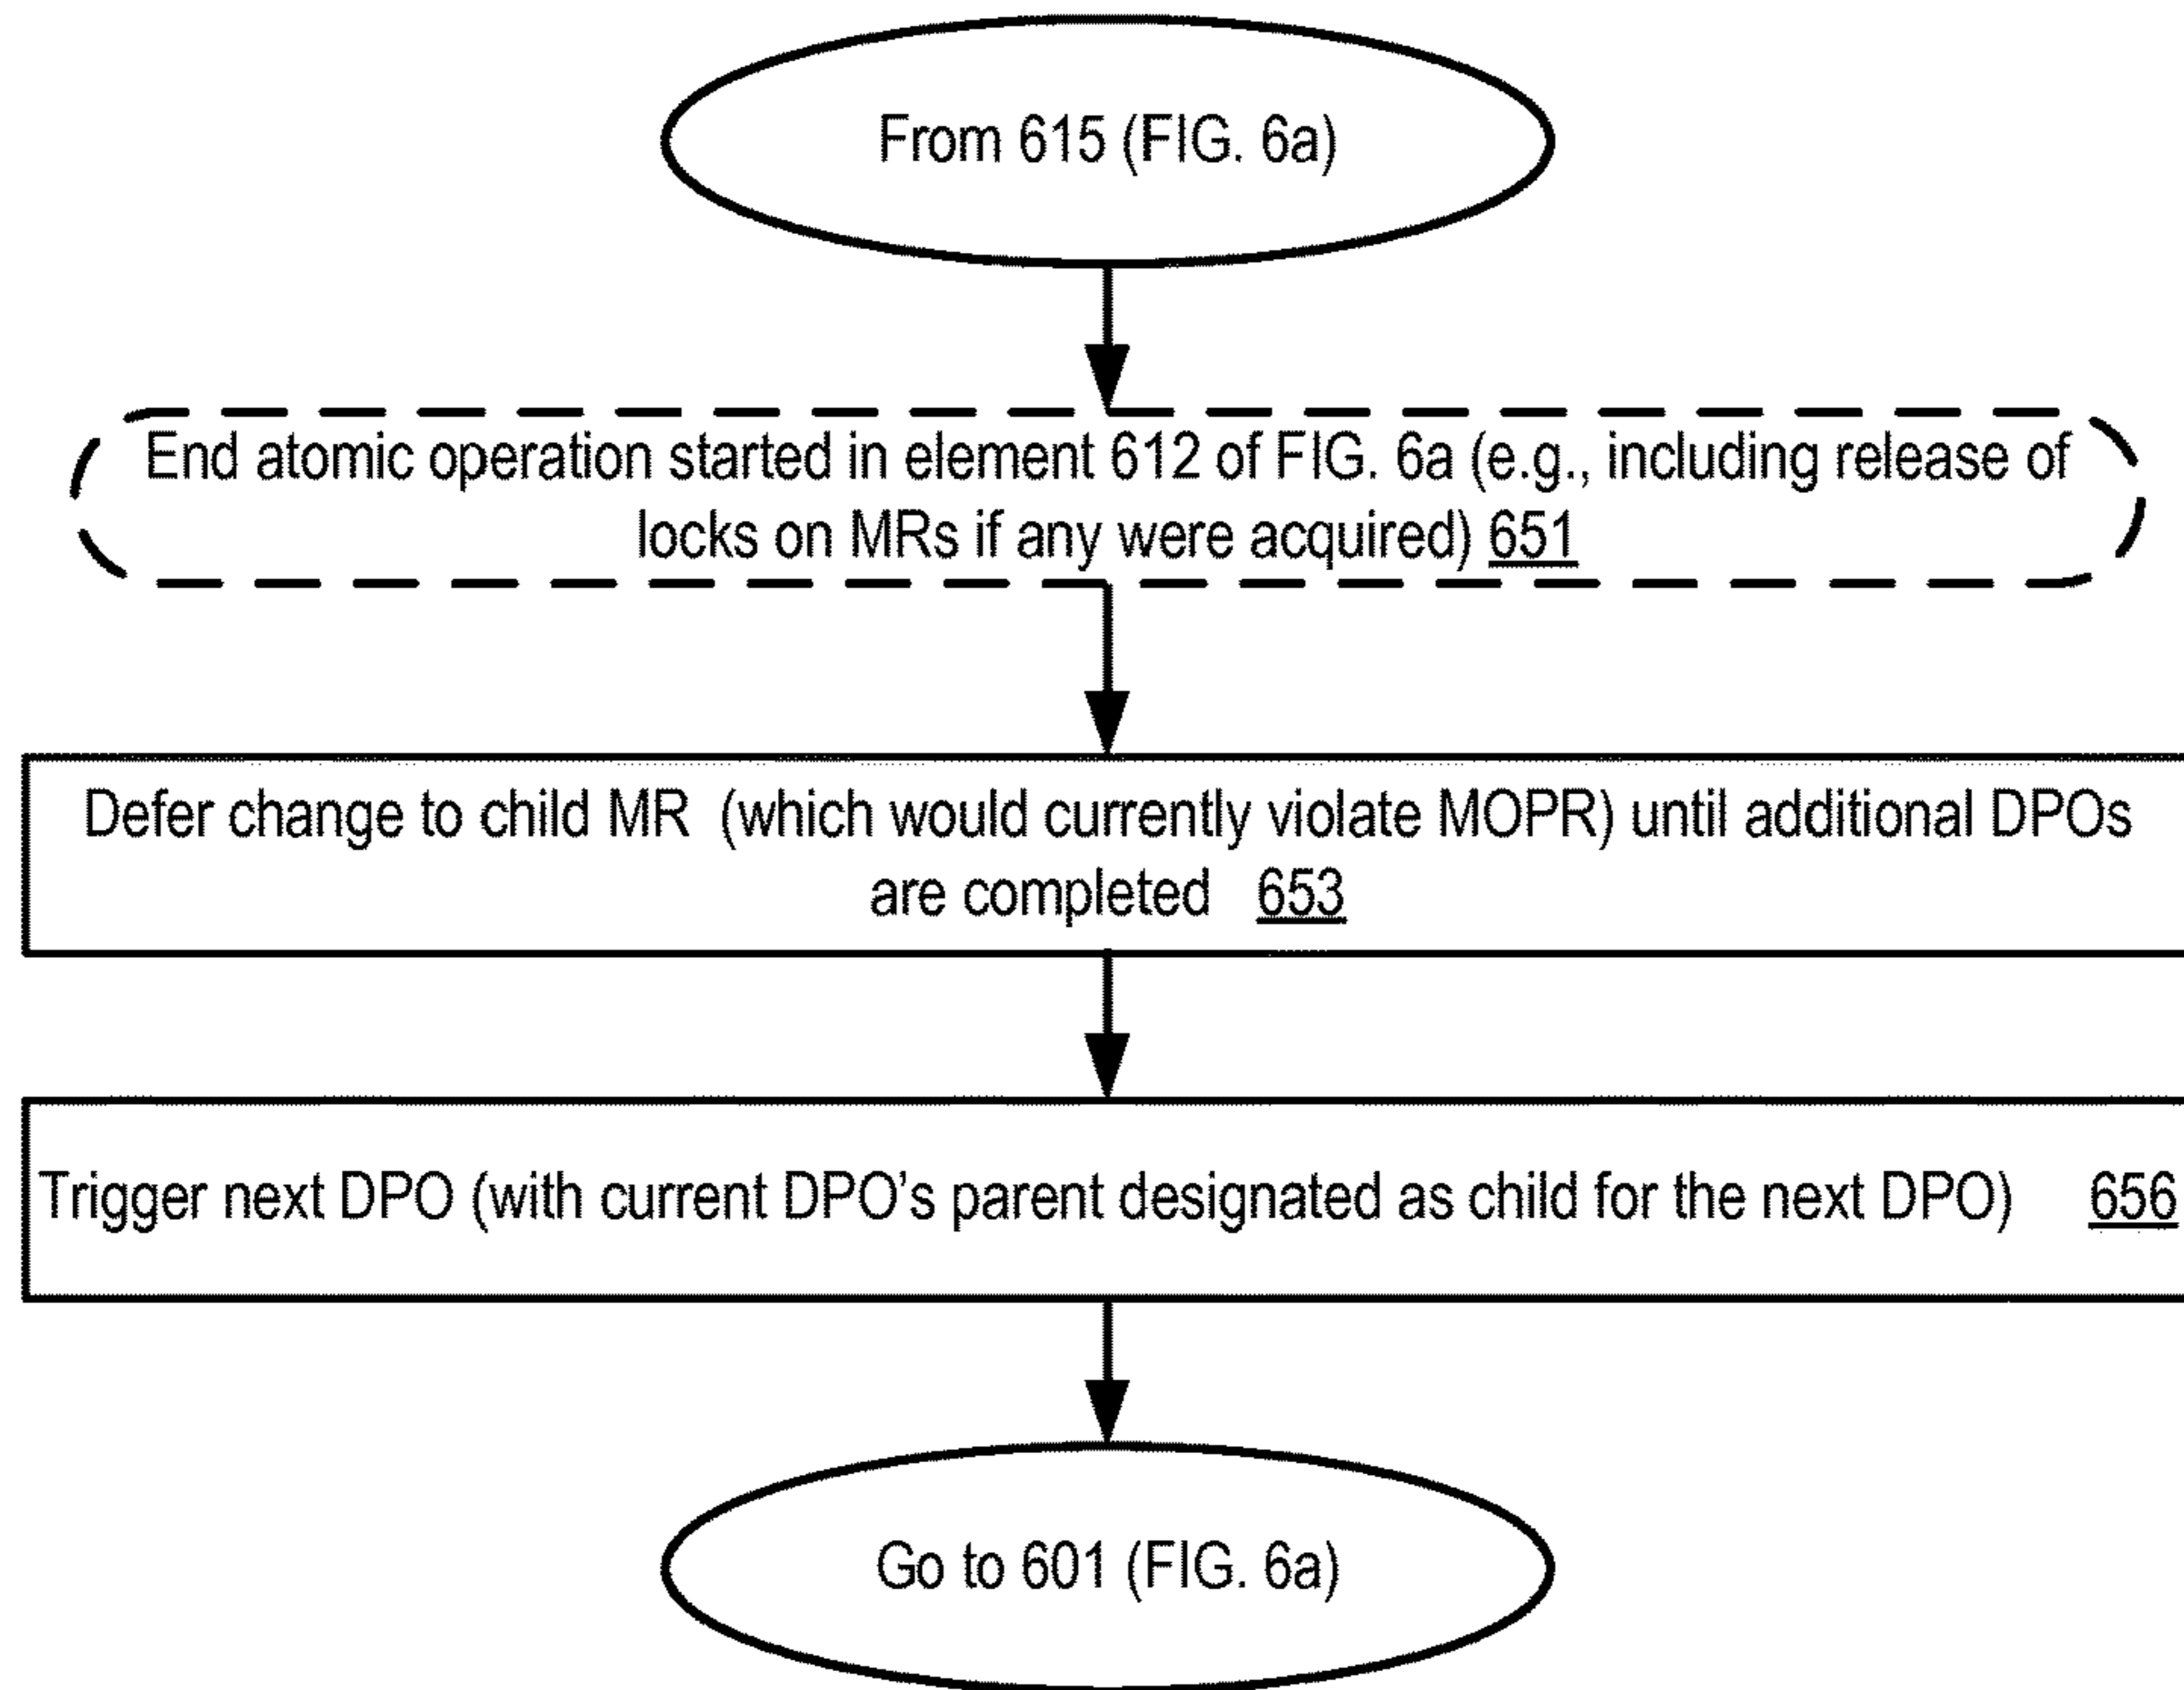 From 615 (FIG. 6a)
End atomic operation started in element 612 of FIG. 6a (e.g., including release of
locks on MRs if any were acquired) 651
Defer change to child MR (which would currently violate MOPR) until additional DPOs
are completed 653
Trigger next DPO (with current DPO's parent designated as child for the next DPO) 656
Go to 601 (FIG. 6a)